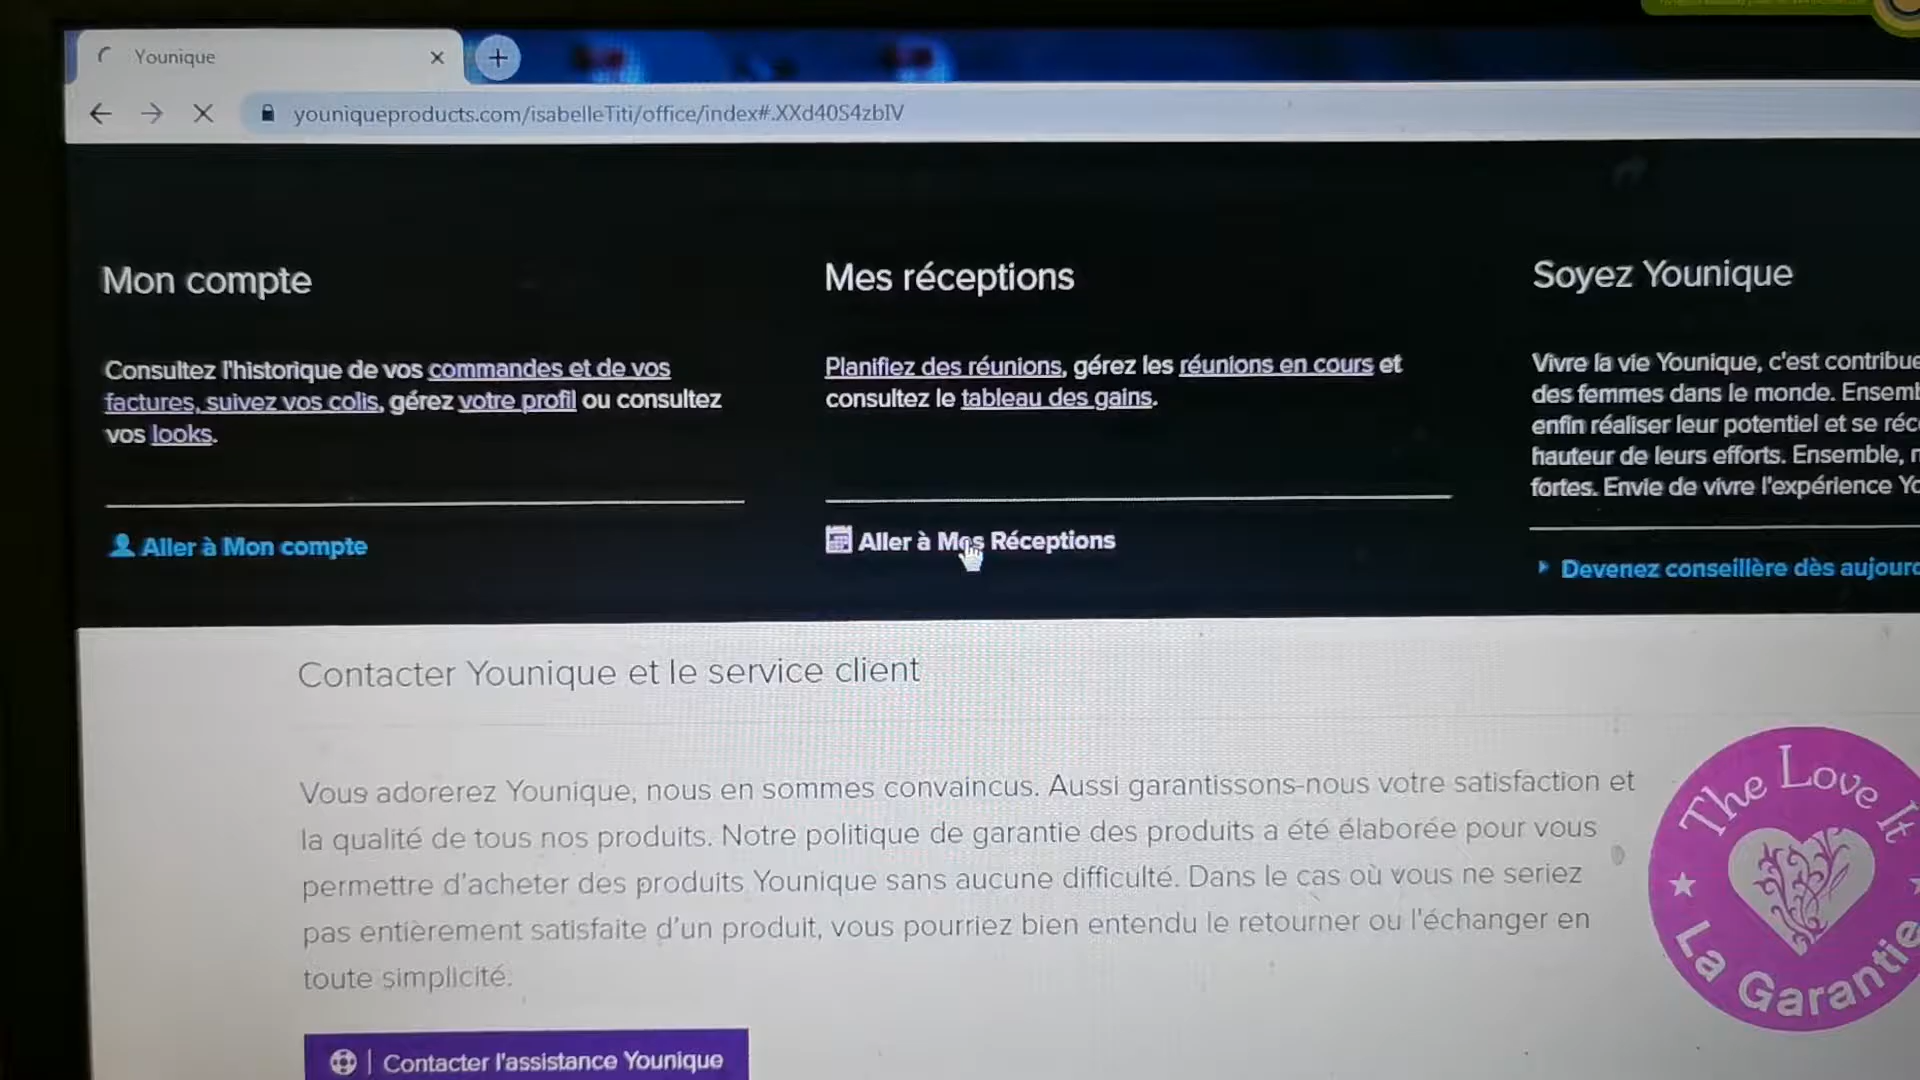 Younique
youniqueproducts.com/isabelleTiti/office/index#.XXd40S4zbIV
Mon compte
Consultez l'historique de vos commandes et de vos
factures, suivez vos colis, gérez votre profil ou consultez
vos looks.
Aller à Mon compte
Mes réceptions
Planifiez des réunions, gérez les réunions en cours et
consultez le tableau des gains.
Aller à Mes Réceptions
Soyez Younique
Vivre la vie Younique, c'est
des femmes dans le monde.
enfin réaliser leur potentiel et se
hauteur de leurs efforts. Ensemble,
fortes. Envie de vivre l'expérience
Devenez conseillère dès
Contacter Younique et le service client
Vous adorerez Younique, nous en sommes convaincus. Aussi garantissons-nous votre satisfaction et
la qualité de tous nos produits. Notre politique de garantie des produits a été élaborée pour vous
permettre d'acheter des produits Younique sans aucune difficulté. Dans le cas où vous ne seriez
pas entièrement satisfaite d'un produit, vous pourriez bien entendu le retourner ou l'échanger en
toute simplicité.
The Love It
La Garantie
Contacter l'assistance Younique